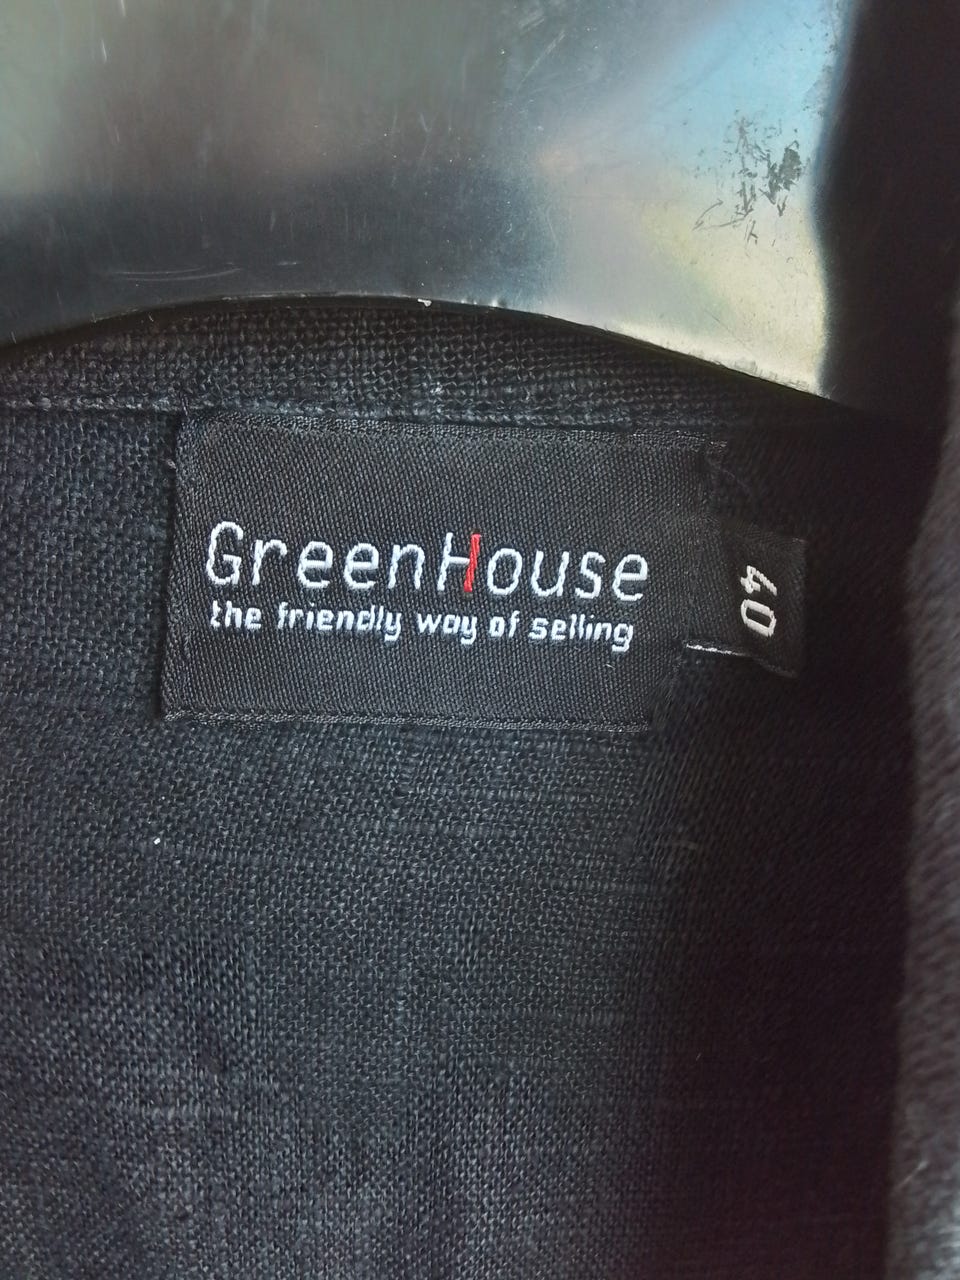 GreenHouse
the friendly way of selling
40